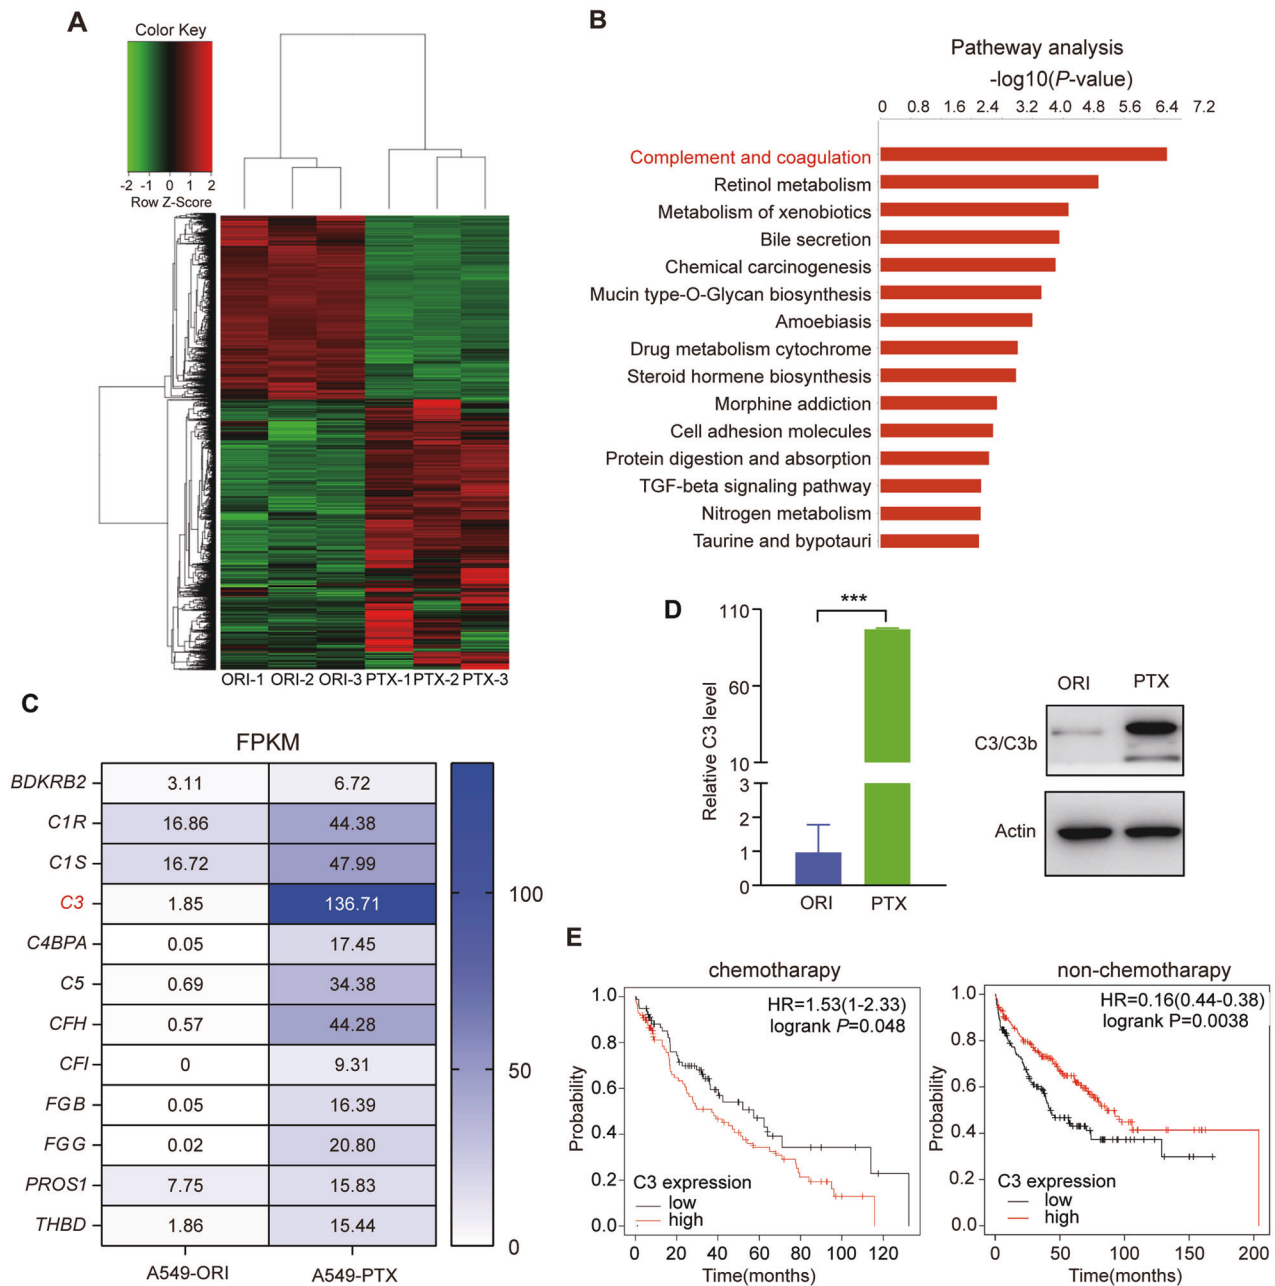 A
Color Key
-2 -1 0 1 2
Row Z-Score
ORI-1 ORI-2 ORI-3 PTX-1 PTX-2 PTX-3
B
Patheway analysis
-log10(P-value)
0 0.8 1.6 2.4 3.2 4.0 4.8 5.6 6.4 7.2
Complement and coagulation
Retinol metabolism
Metabolism of xenobiotics
Bile secretion
Chemical carcinogenesis
Mucin type-O-Glycan biosynthesis
Amoebiasis
Drug metabolism cytochrome
Steroid hormene biosynthesis
Morphine addiction
Cell adhesion molecules
Protein digestion and absorption
TGF-beta signaling pathway
Nitrogen metabolism
Taurine and bypotauri
C
FPKM
BDKRB2 3.11 6.72
C1R 16.86 44.38
C1S 16.72 47.99
C3 1.85 136.71
C4BPA 0.05 17.45
C5 0.69 34.38
CFH 0.57 44.28
CFI 0 9.31
FGB 0.05 16.39
FGG 0.02 20.80
PROS1 7.75 15.83
THBD 1.86 15.44
A549-ORI A549-PTX
100
50
0
D
Relative C3 level
110
60
10
3
2
1
0
***
ORI PTX
ORI PTX
C3/C3b
Actin
E
chemotharapy
HR=1.53(1-2.33)
logrank P=0.048
Probability
1.0
0.8
0.6
0.4
0.2
0.0
C3 expression
low
high
0 20 40 60 80 100 120
Time(months)
non-chemotharapy
HR=0.16(0.44-0.38)
logrank P=0.0038
Probability
1.0
0.8
0.6
0.4
0.2
0.0
C3 expression
low
high
0 50 100 150 200
Time(months)